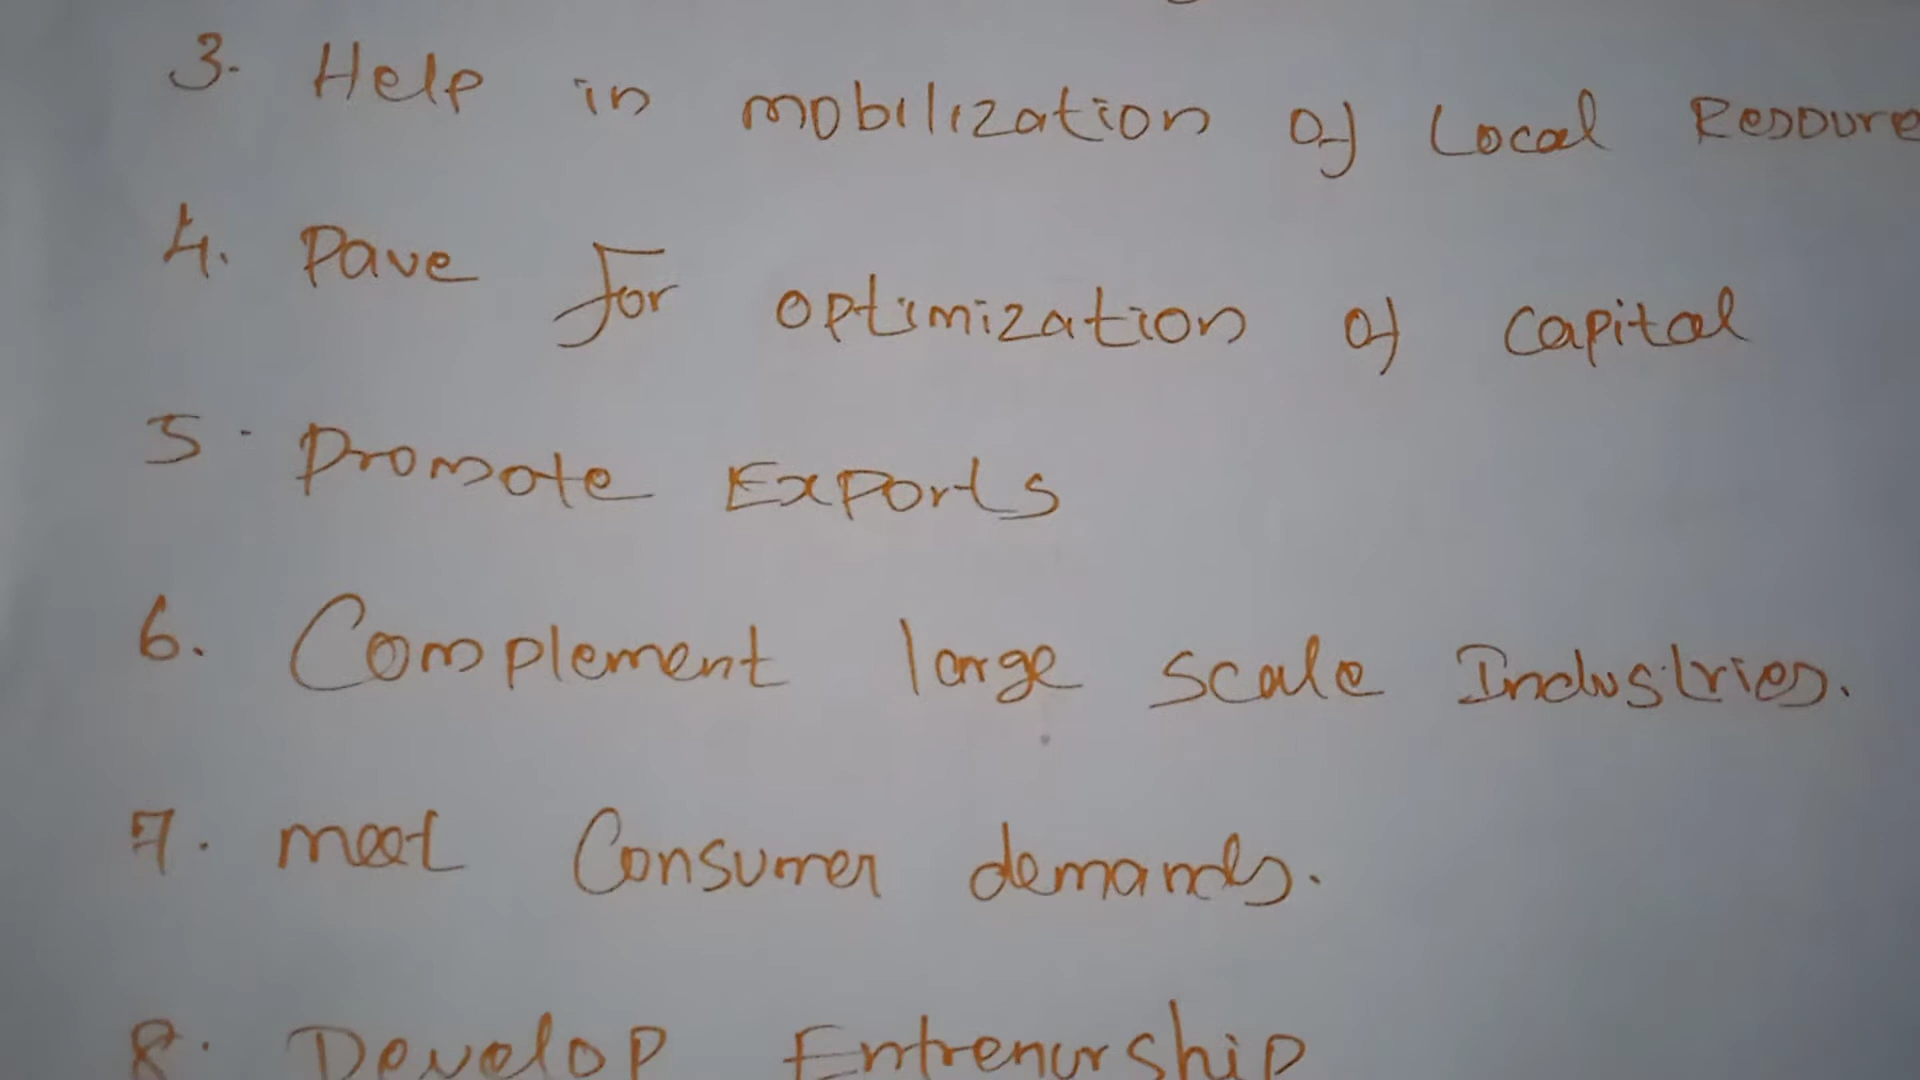 3. Help in mobilization of Local
4. Pave for optimization of capital
5. Promote Exports
6. Complement large scale Industries.
7. meet Consumer demands.
8. Develop Entrenurship